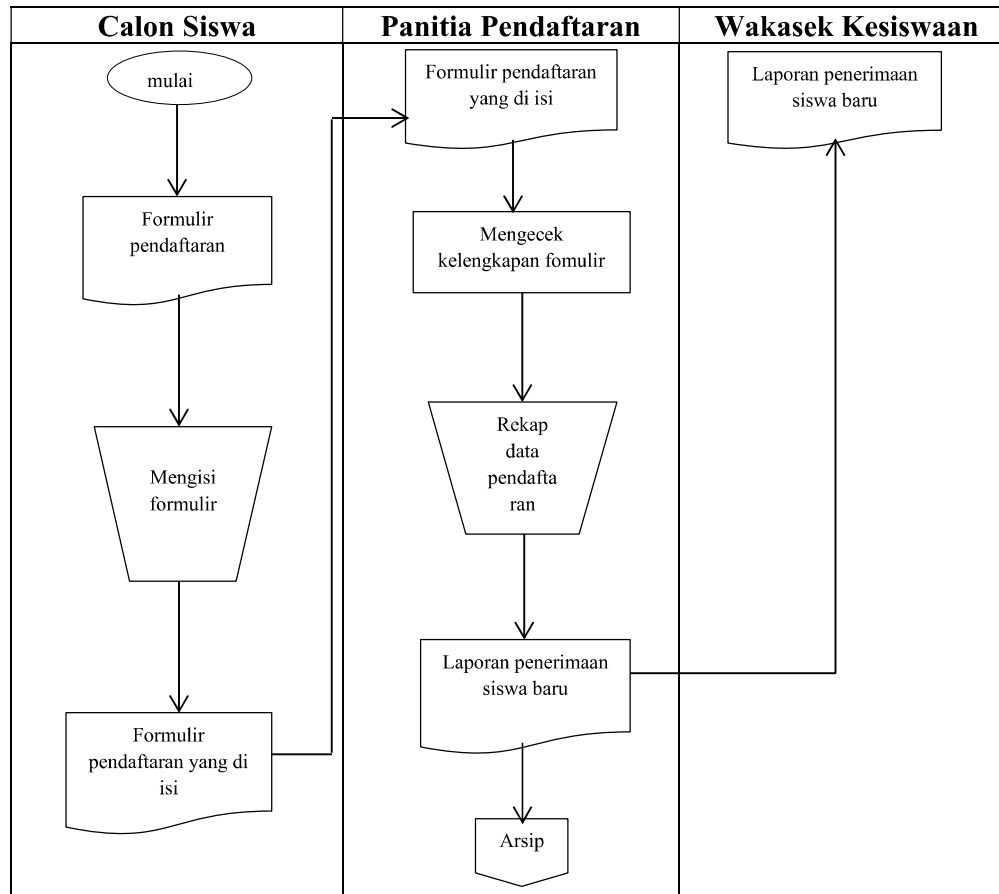 Calon Siswa
Panitia Pendaftaran
Wakasek Kesiswaan
mulai
Formulir
pendaftaran
Mengisi
formulir
Formulir
pendaftaran yang di
isi
Formulir pendaftaran
yang di isi
Mengecek
kelengkapan fomulir
Rekap
data
pendafta
ran
Laporan penerimaan
siswa baru
Arsip
Laporan penerimaan
siswa baru